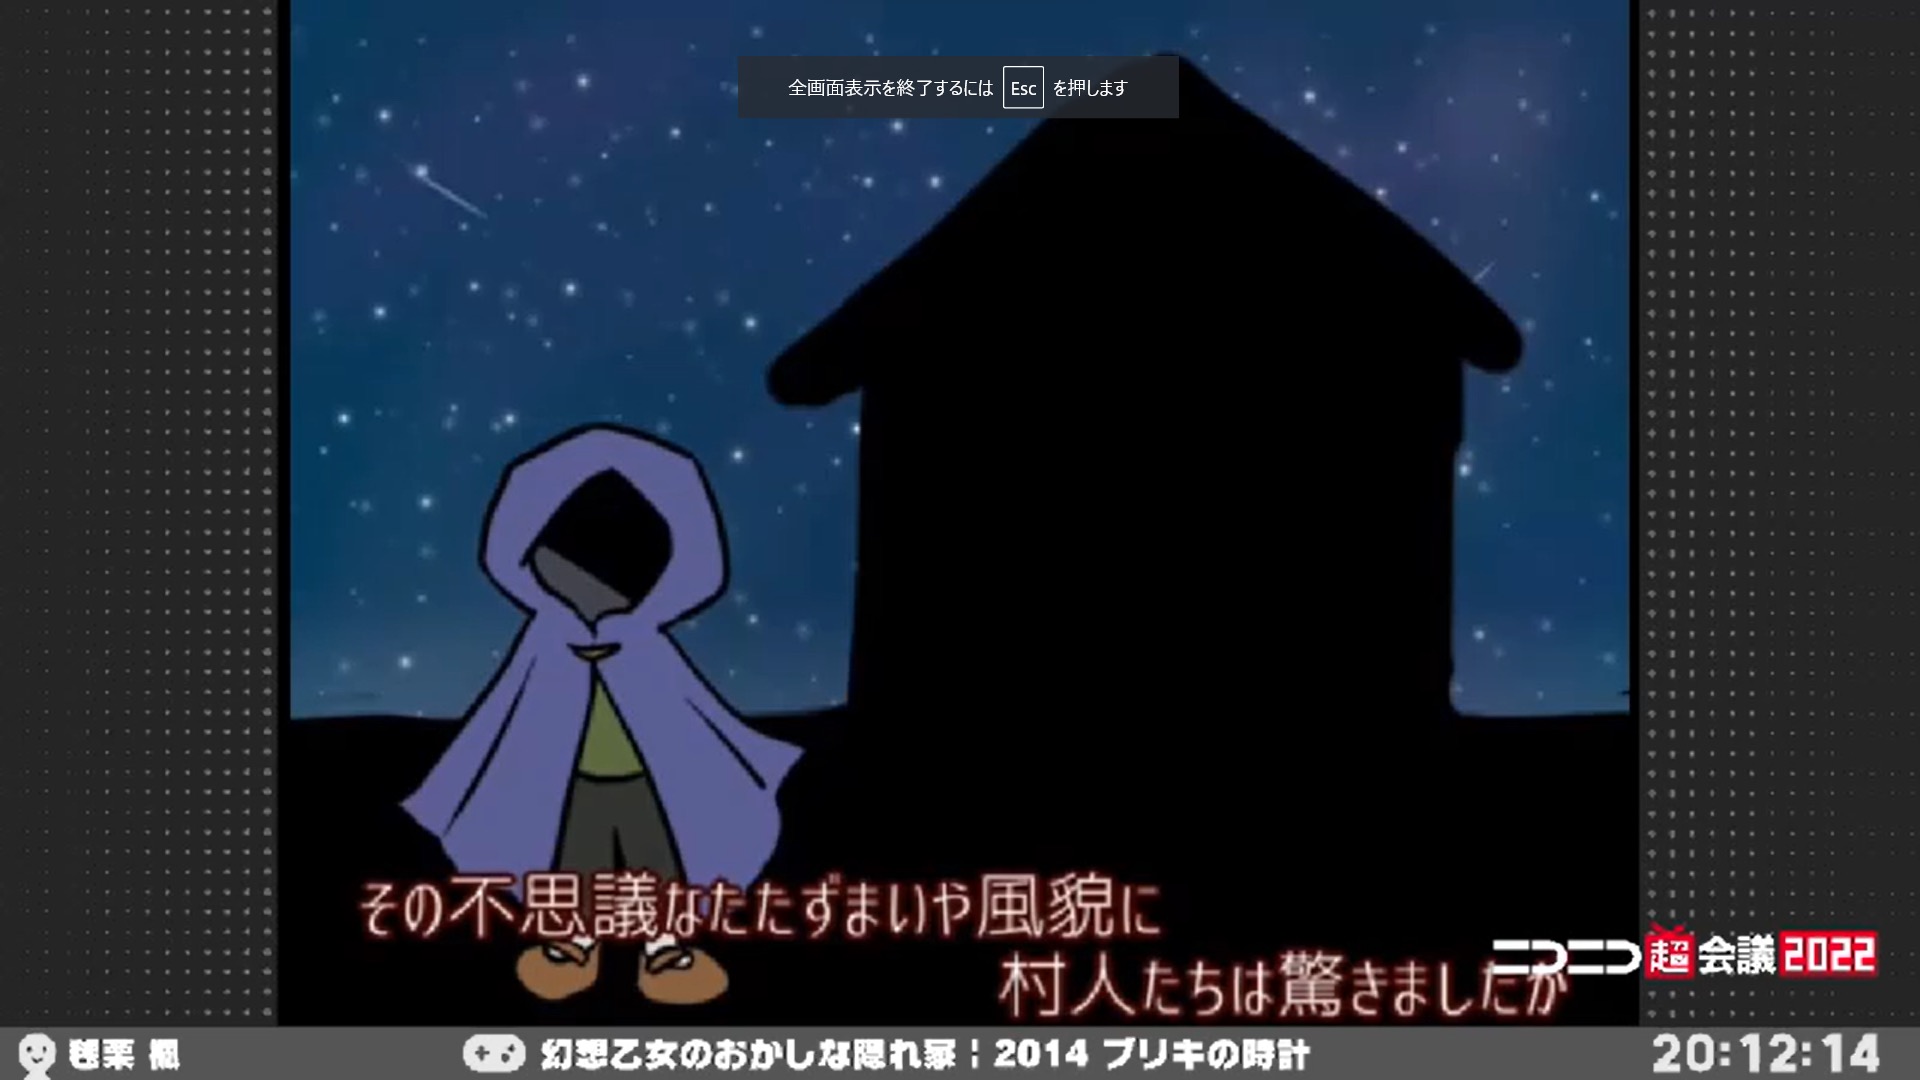 全画面表示を終了するには Esc を押します
その不思議なたたずまいや風貌に
村人たちは驚きましたが
ニコニコ超会議2022
毬栗 楓
幻想乙女のおかしな隠れ家:2014 ブリキの時計
20:12:14